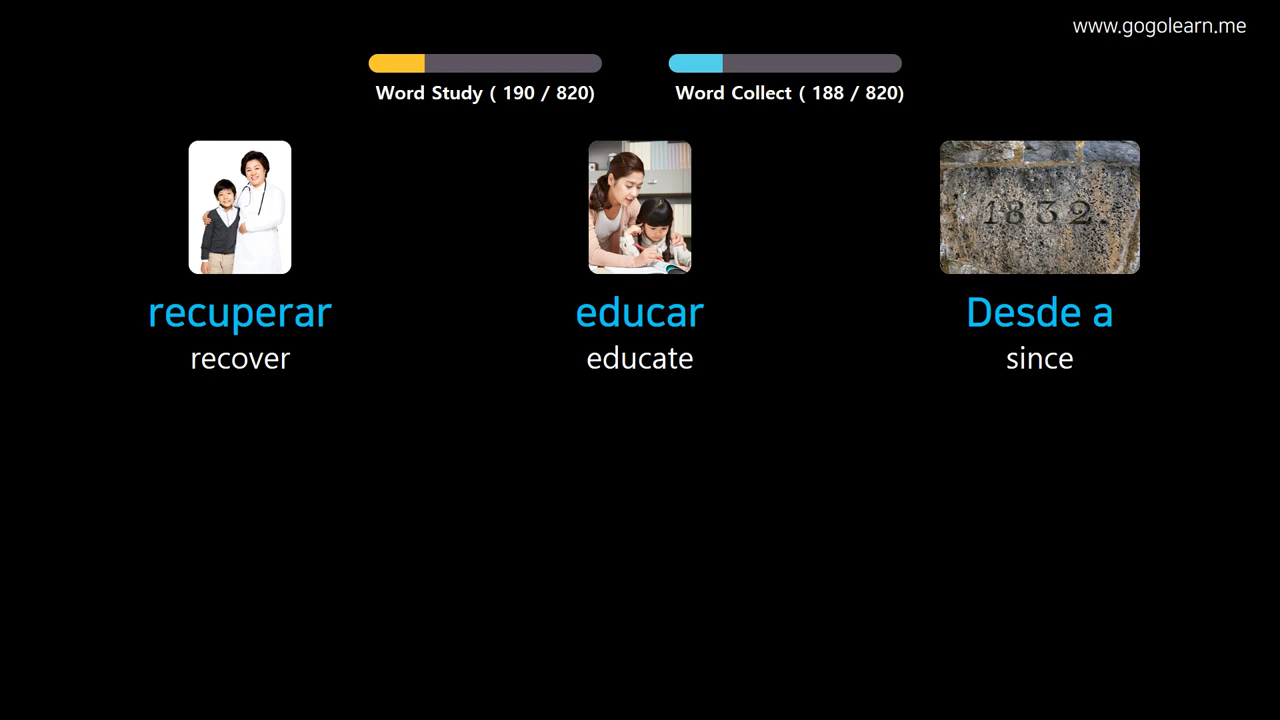 www.gogolearn.me
Word Study ( 190 / 820)
Word Collect ( 188 / 820)
1832
recuperar
educar
Desde a
recover
educate
since